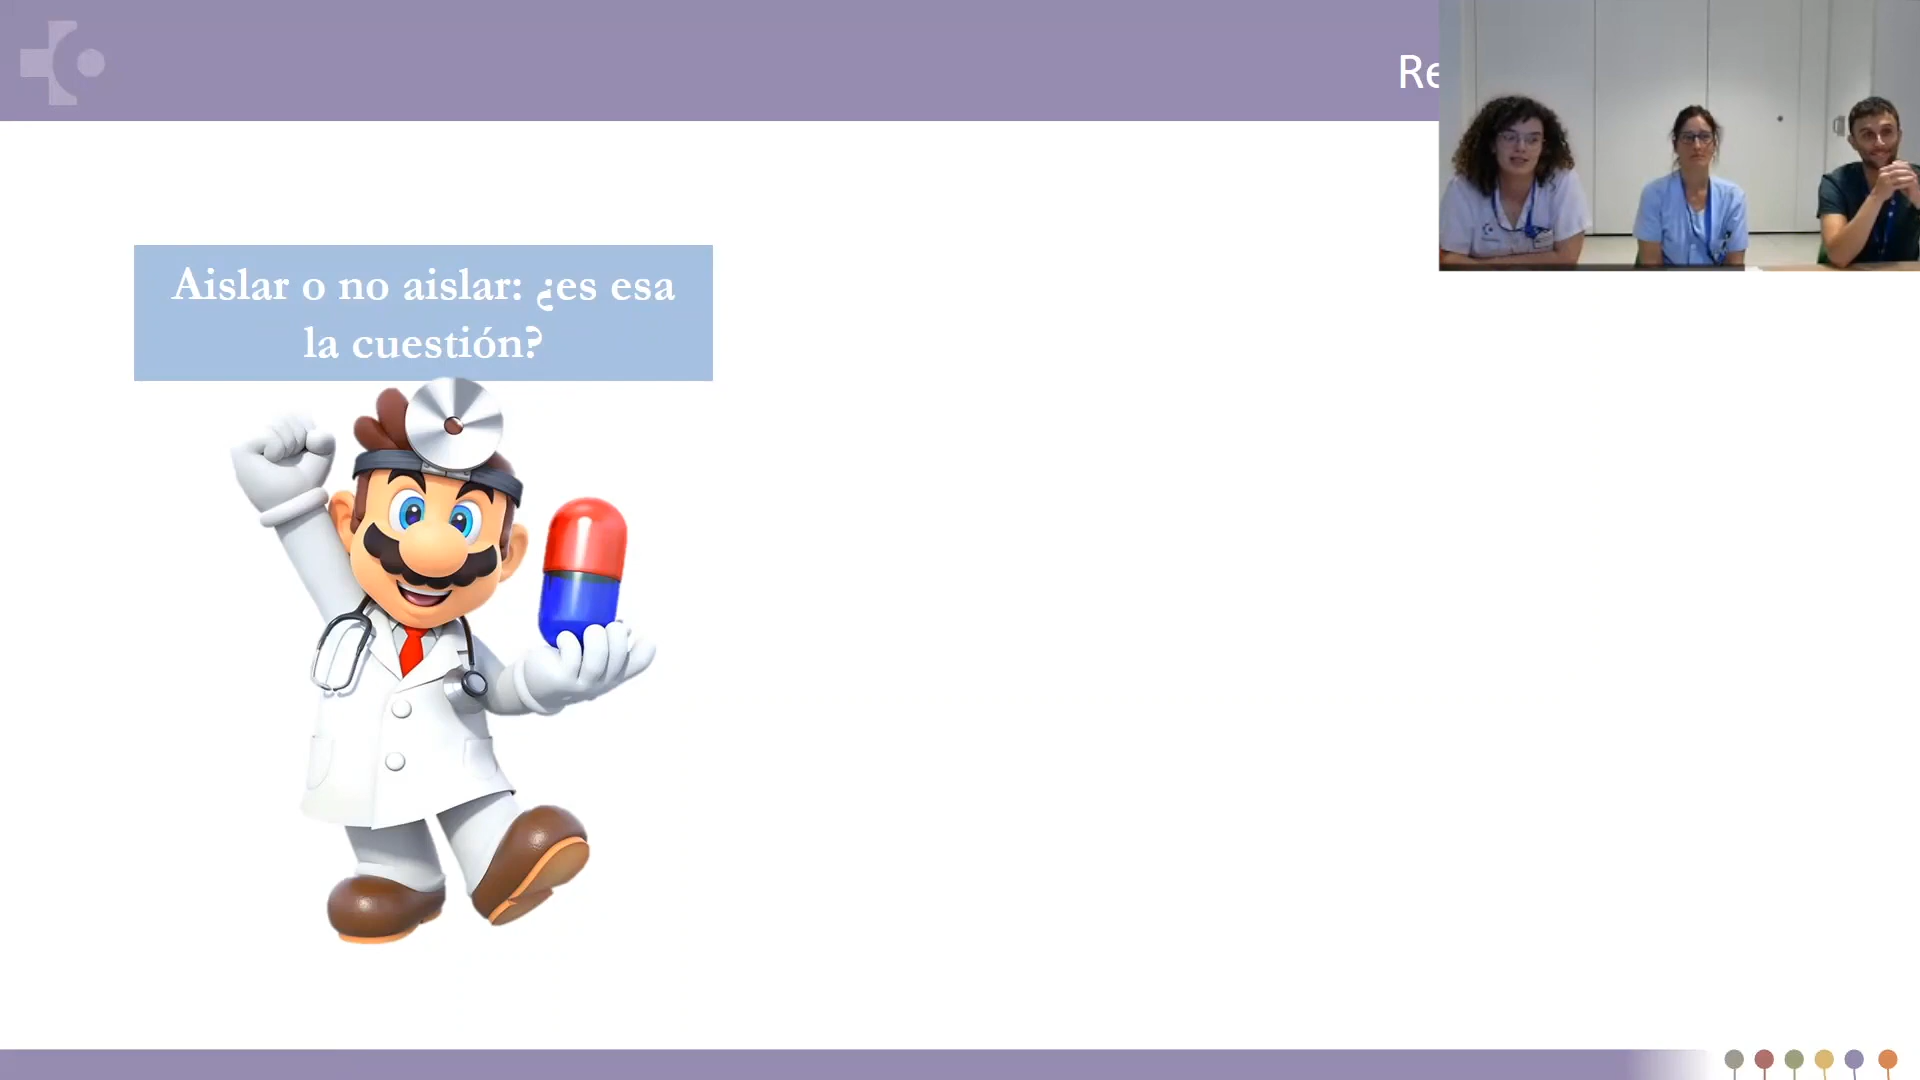 Re
Aislar o no aislar: ¿es esa
la cuestión?